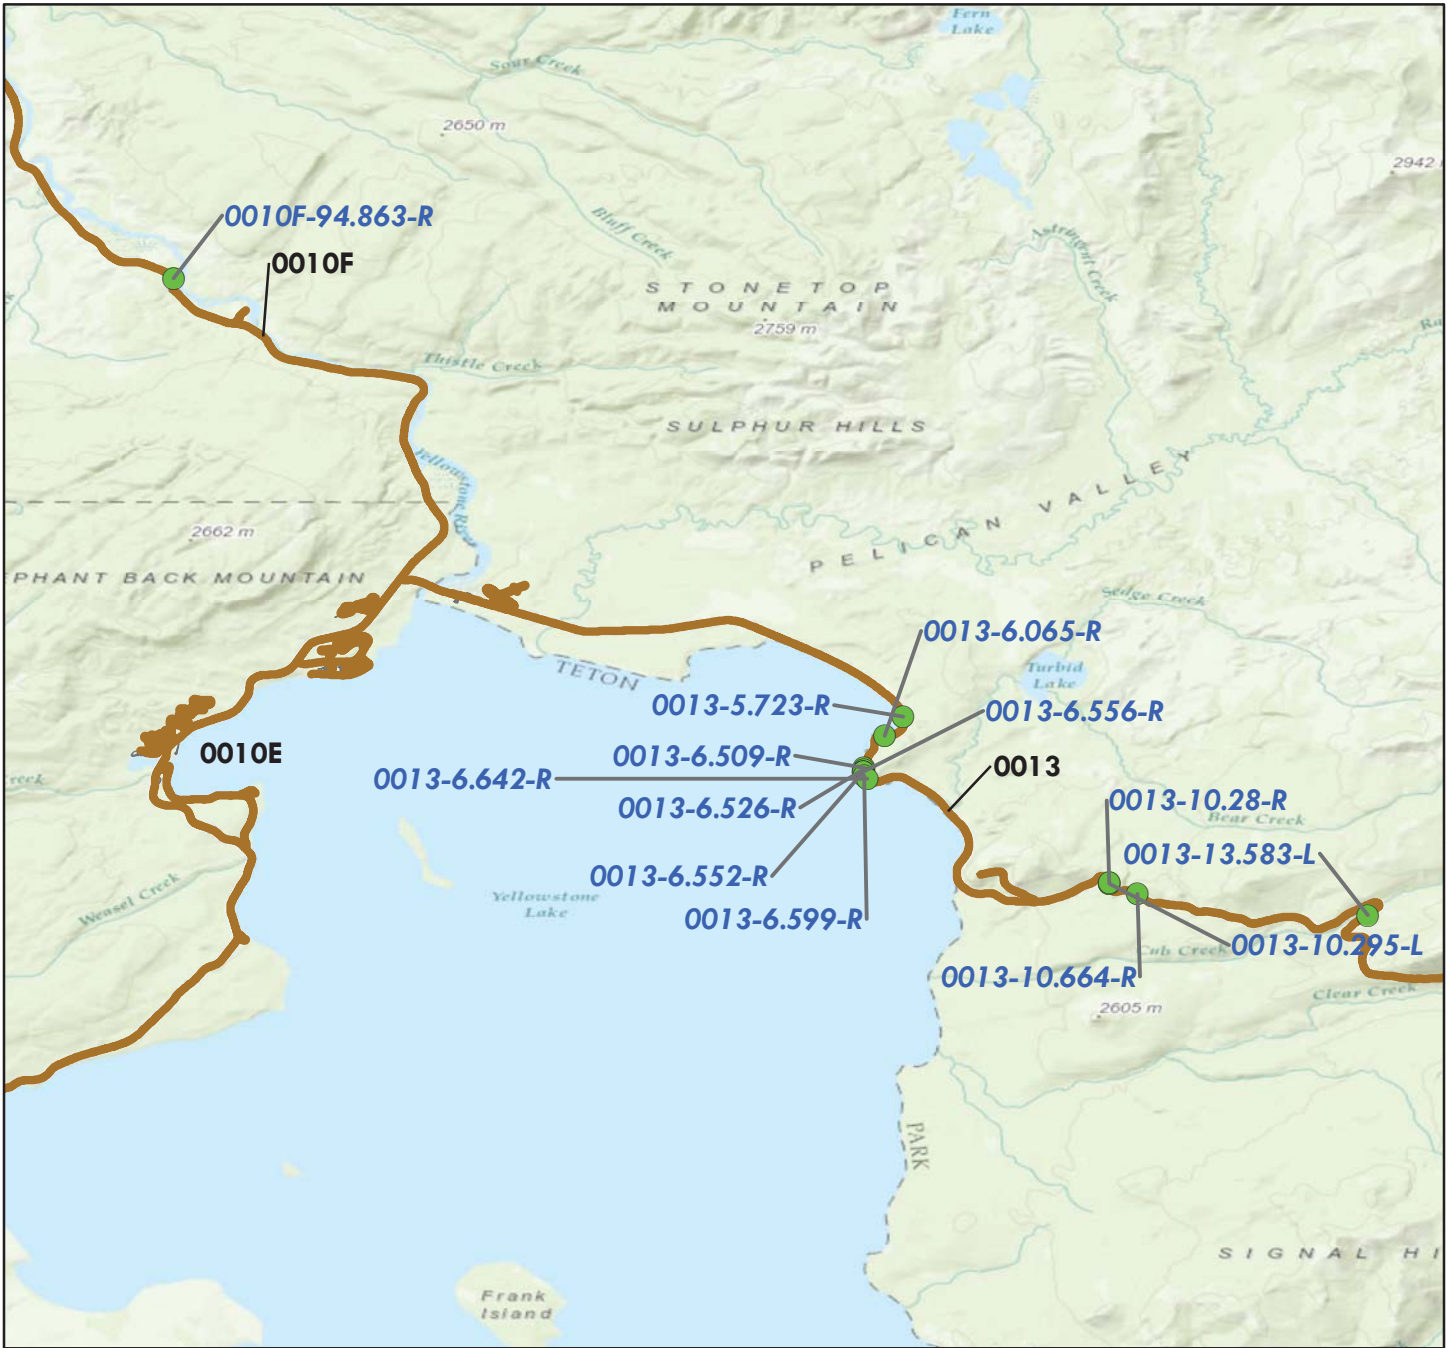 Fern
Lake
Sour Creek
2650 m
2942
0010F-94.863-R
Bluff Creek
Astringent Creek
0010F
STONETOP
MOUNTAIN
2759 m
Thistle Creek
SULPHUR HILLS
Yellowstone River
PELICAN VALLEY
2662 m
PHANT BACK MOUNTAIN
Sedge Creek
0013-6.065-R
TETON
Turbid
Lake
0013-5.723-R
0013-6.556-R
0010E
0013-6.509-R
0013
reek
0013-6.642-R
0013-6.526-R
0013-10.28-R
Bear Creek
0013-13.583-L
0013-6.552-R
Weasel Creek
Yellowstone
Lake
0013-6.599-R
0013-10.295-L
Cub Creek
0013-10.664-R
Clear Creek
2605 m
PARK
SIGNAL HI
Frank
Island